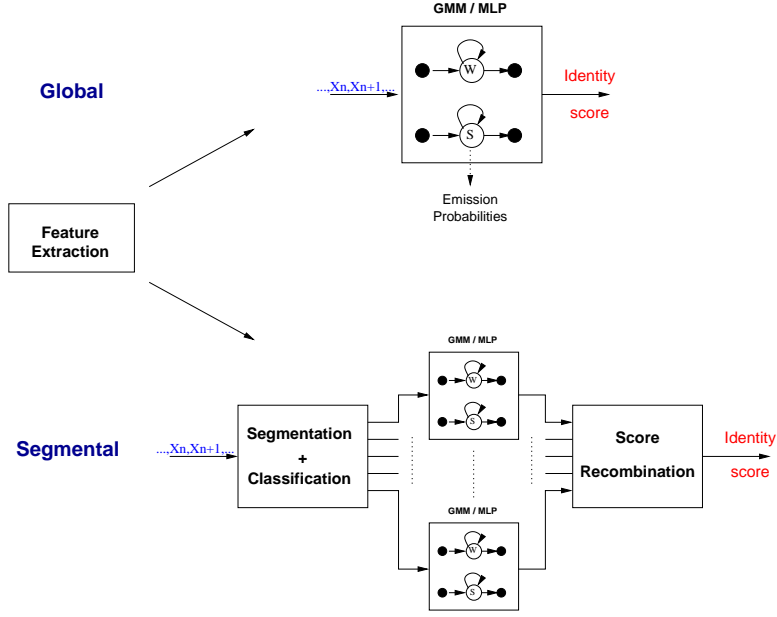 GMM / MLP
Global
...,Xn,Xn+1,...
W
S
Identity
score
Emission
Probabilities
Feature
Extraction
Segmental
...,Xn,Xn+1,...
Segmentation
+
Classification
GMM / MLP
W
S
GMM / MLP
W
S
Score
Recombination
Identity
score